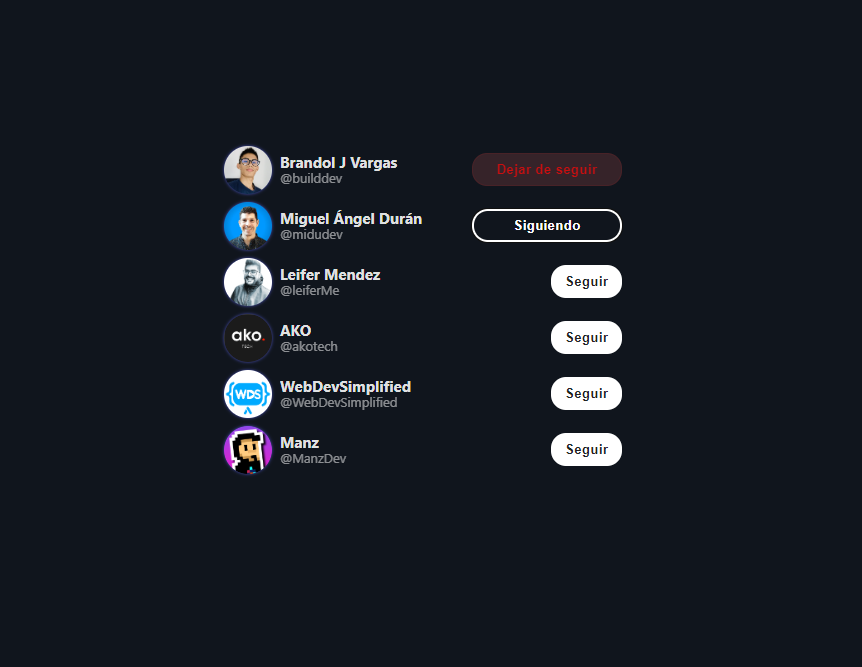 Brandol J Vargas
@builddev
Dejar de seguir
Miguel Ángel Durán
@midudev
Siguiendo
Leifer Mendez
@leiferMe
Seguir
ako.
TECH
AKO
@akotech
Seguir
{WDS}
WebDevSimplified
@WebDevSimplified
Seguir
Manz
@ManzDev
Seguir